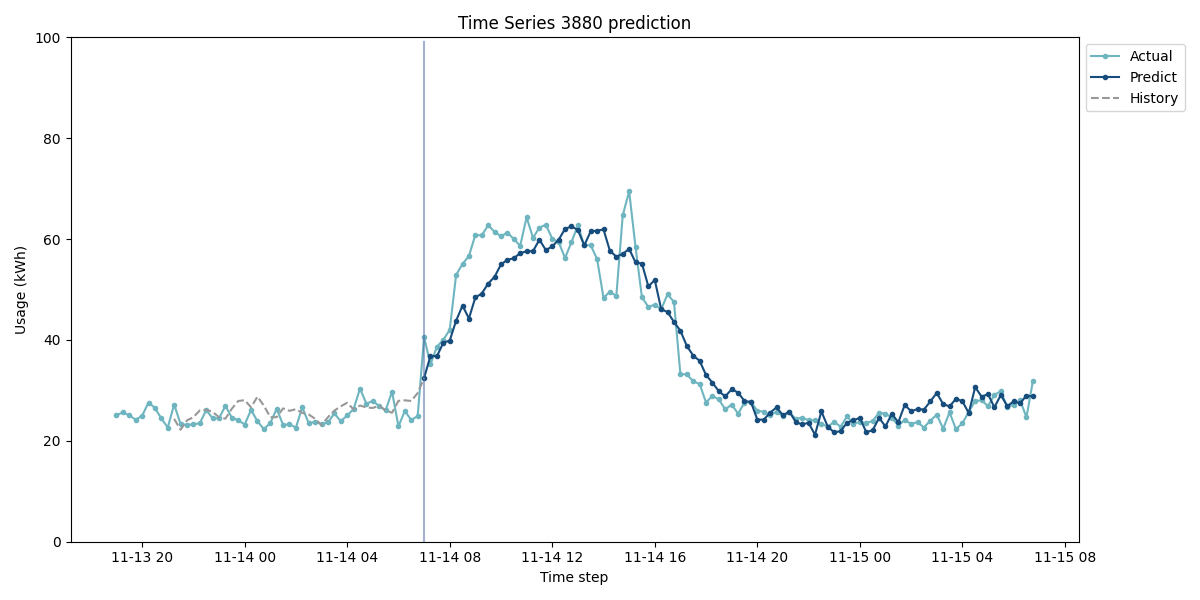 Time Series 3880 prediction
100
80
60
40
20
0
Usage (kWh)
11-13 20
11-14 00
11-14 04
11-14 08
11-14 12
11-14 16
11-14 20
11-15 00
11-15 04
11-15 08
Time step
Actual
Predict
History